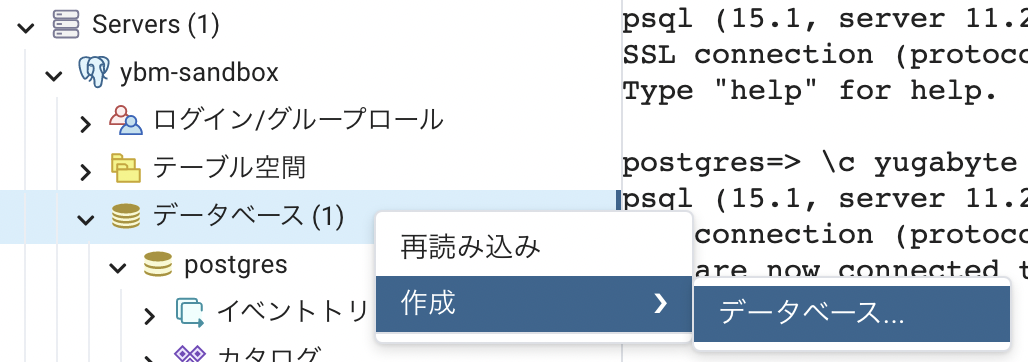 Servers (1)
ybm-sandbox
ログイン/グループロール
テーブル空間
データベース (1)
postgres
イベントトリ
カタログ
再読み込み
作成
データベース...
psql (15.1, server 11.2
SSL connection (protoco
Type "help" for help.
postgres=> \c yugabyte
psql (15.1, server 11.2
connection (protoco
are now connected t